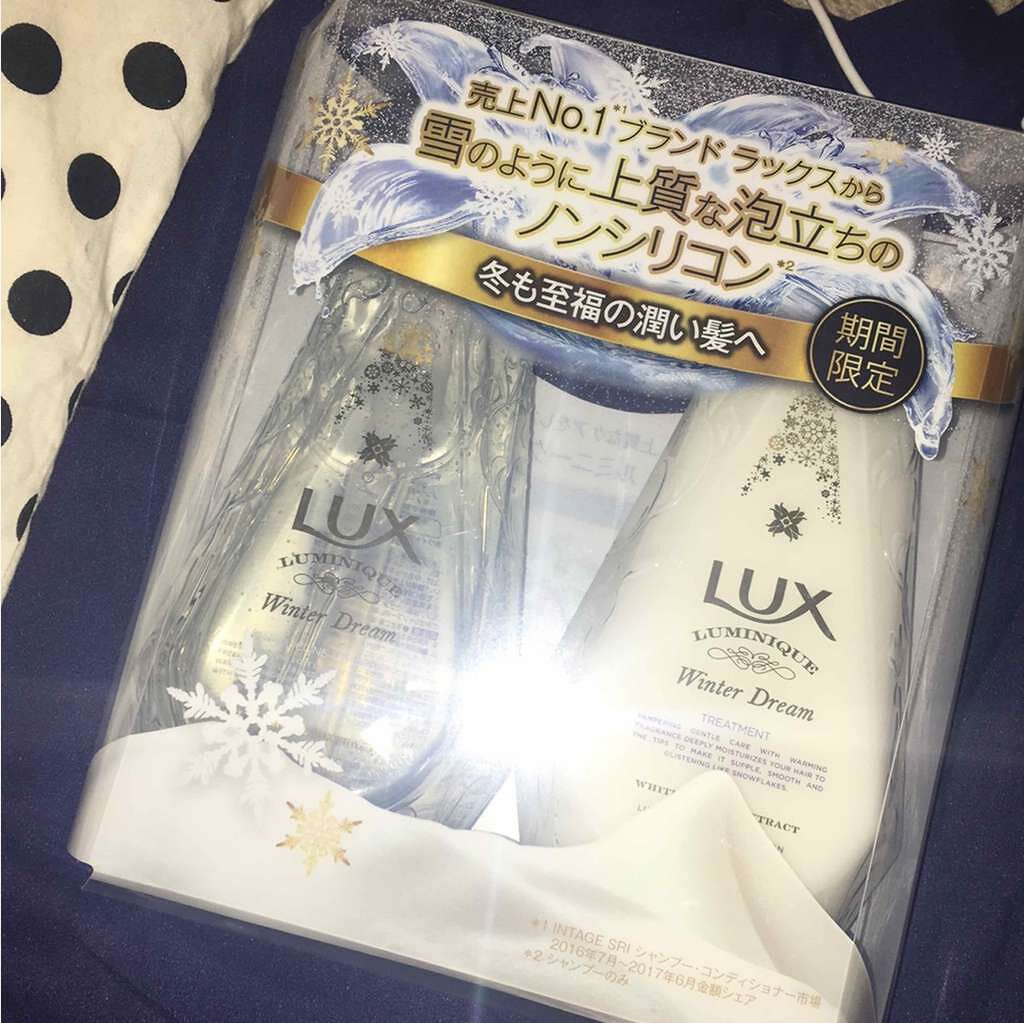 売上No.1*1ブランド ラックスから
雪のように上質な泡立ちの
ノンシリコン*2
冬も至福の潤い髪へ
期間
限定
LUX
LUMINIQUE
Winter Dream
LUX
LUMINIQUE
Winter Dream
TREATMENT
PAMPERING GENTLE CARE WITH WARMING
FRAGRANCE DEEPLY MOISTURIZES YOUR HAIR TO
THE TIPS TO MAKE IT SUPPLE, SMOOTH AND
GLISTENING LIKE SNOWFLAKES.
*1 INTAGE SRI シャンプー・コンディショナー市場
2016年7月~2017年6月金額シェア
*2 シャンプーのみ